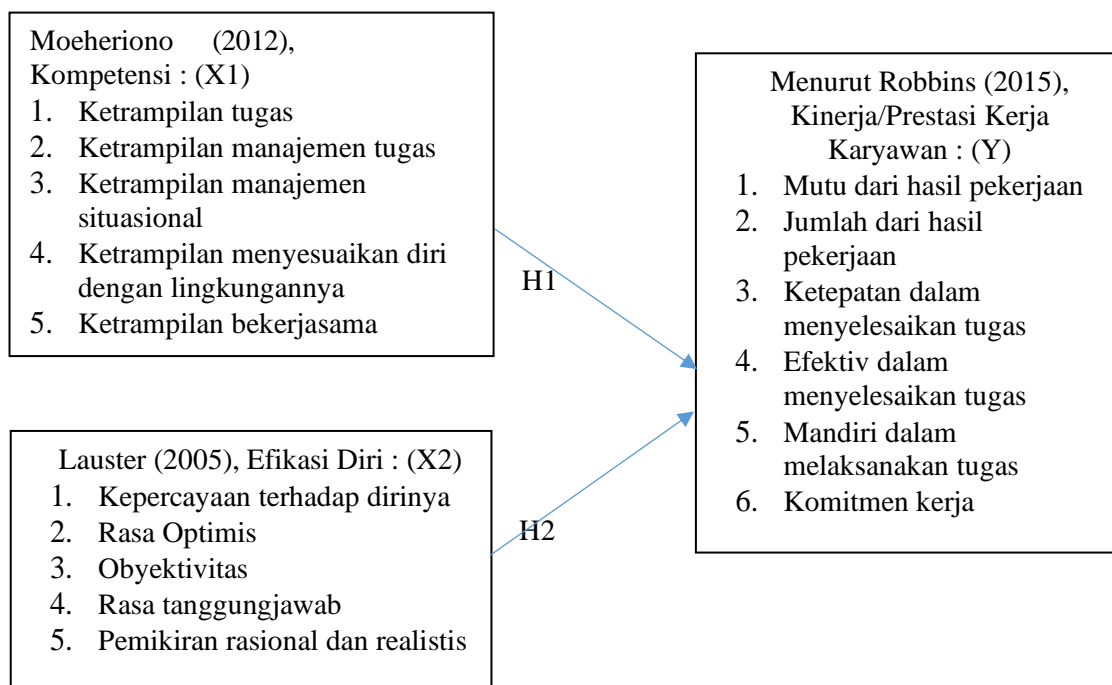 Moeheriono (2012),
Kompetensi : (X1)
1. Ketrampilan tugas
2. Ketrampilan manajemen tugas
3. Ketrampilan manajemen
situasional
4. Ketrampilan menyesuaikan diri
dengan lingkungannya
5. Ketrampilan bekerjasama
H1
Lauster (2005), Efikasi Diri : (X2)
1. Kepercayaan terhadap dirinya
2. Rasa Optimis
3. Obyektivitas
4. Rasa tanggungjawab
5. Pemikiran rasional dan realistis
H2
Menurut Robbins (2015),
Kinerja/Prestasi Kerja
Karyawan : (Y)
1. Mutu dari hasil pekerjaan
2. Jumlah dari hasil
pekerjaan
3. Ketepatan dalam
menyelesaikan tugas
4. Efektiv dalam
menyelesaikan tugas
5. Mandiri dalam
melaksanakan tugas
6. Komitmen kerja